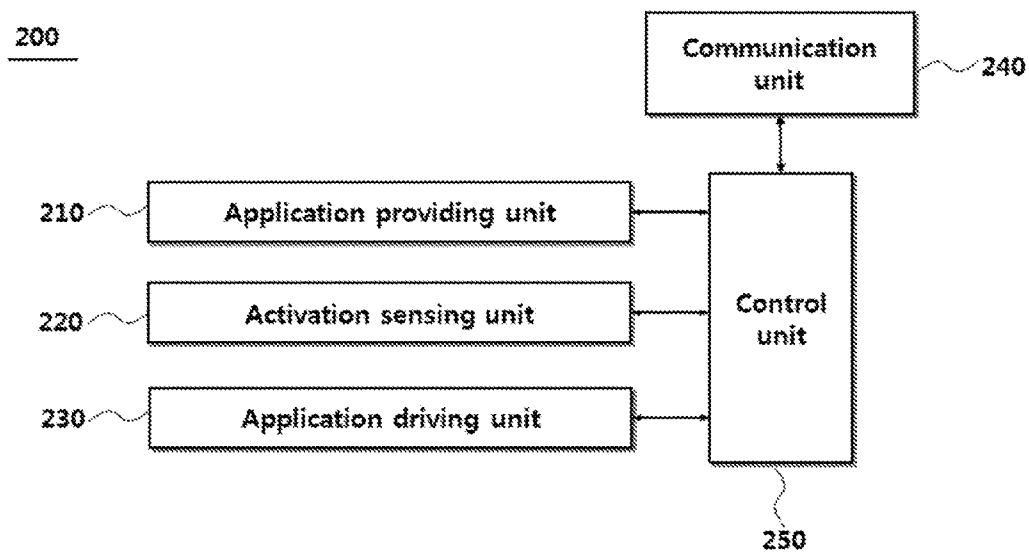 200
Communication
unit
240
210
Application providing unit
220
Activation sensing unit
Control
unit
230
Application driving unit
250